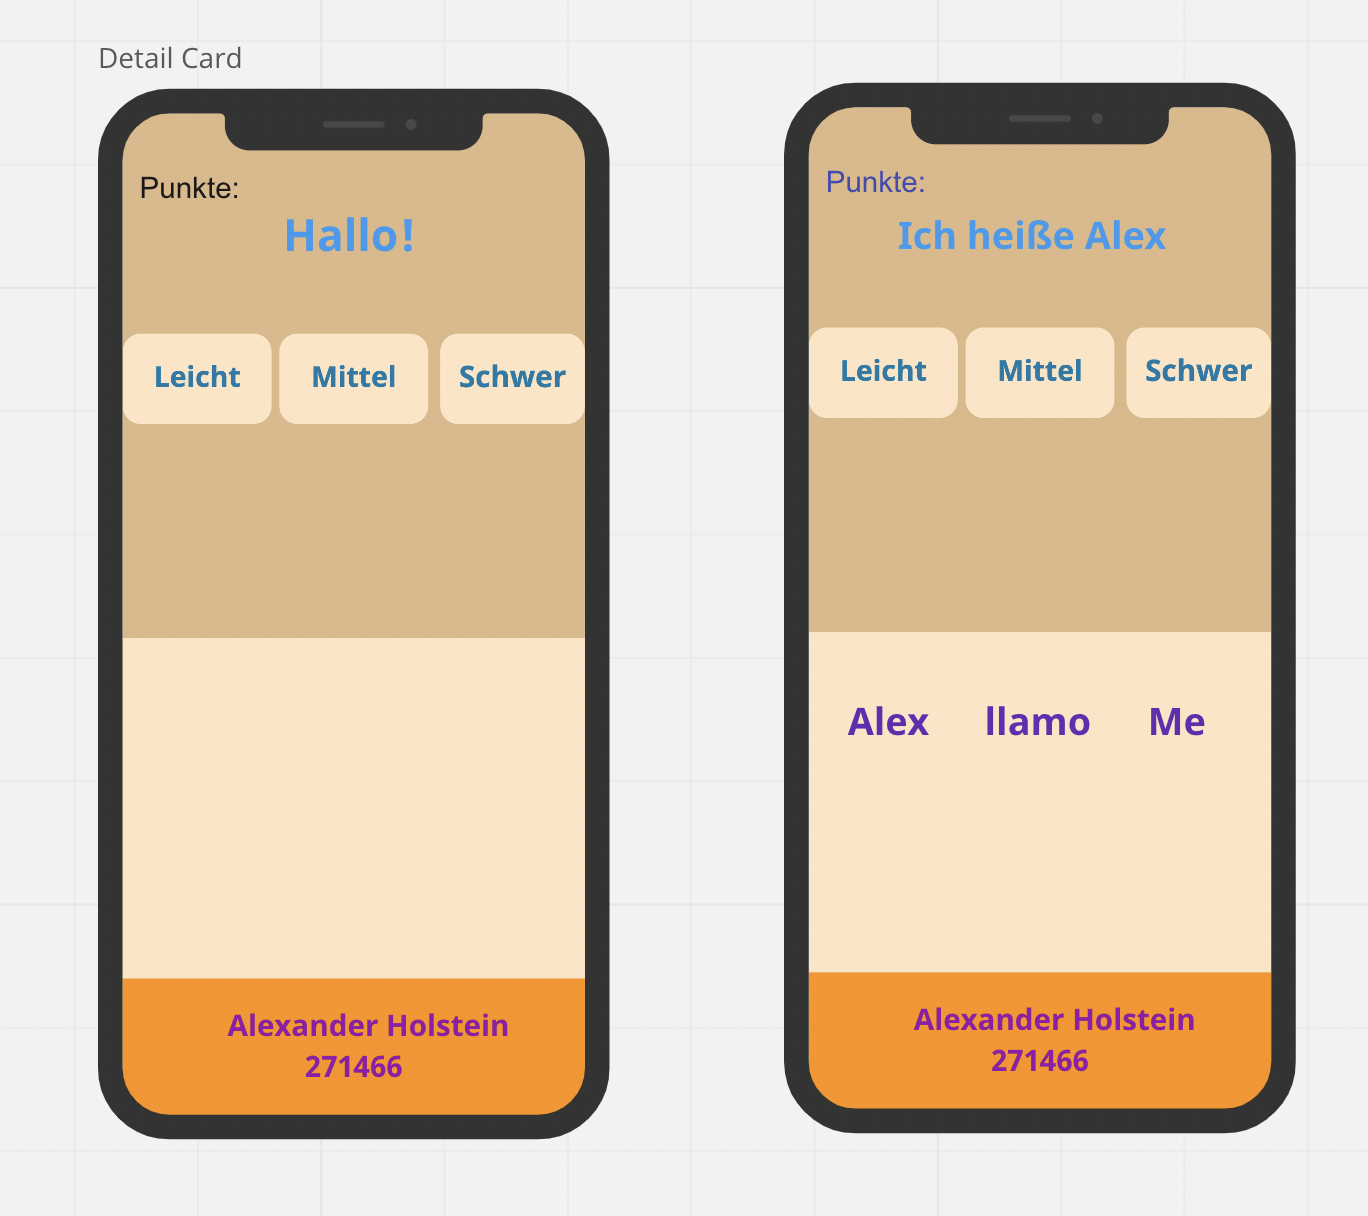 Detail Card
Punkte:
Hallo!
Leicht Mittel Schwer
Alexander Holstein
271466
Punkte:
Ich heiße Alex
Leicht Mittel Schwer
Alex llamo Me
Alexander Holstein
271466